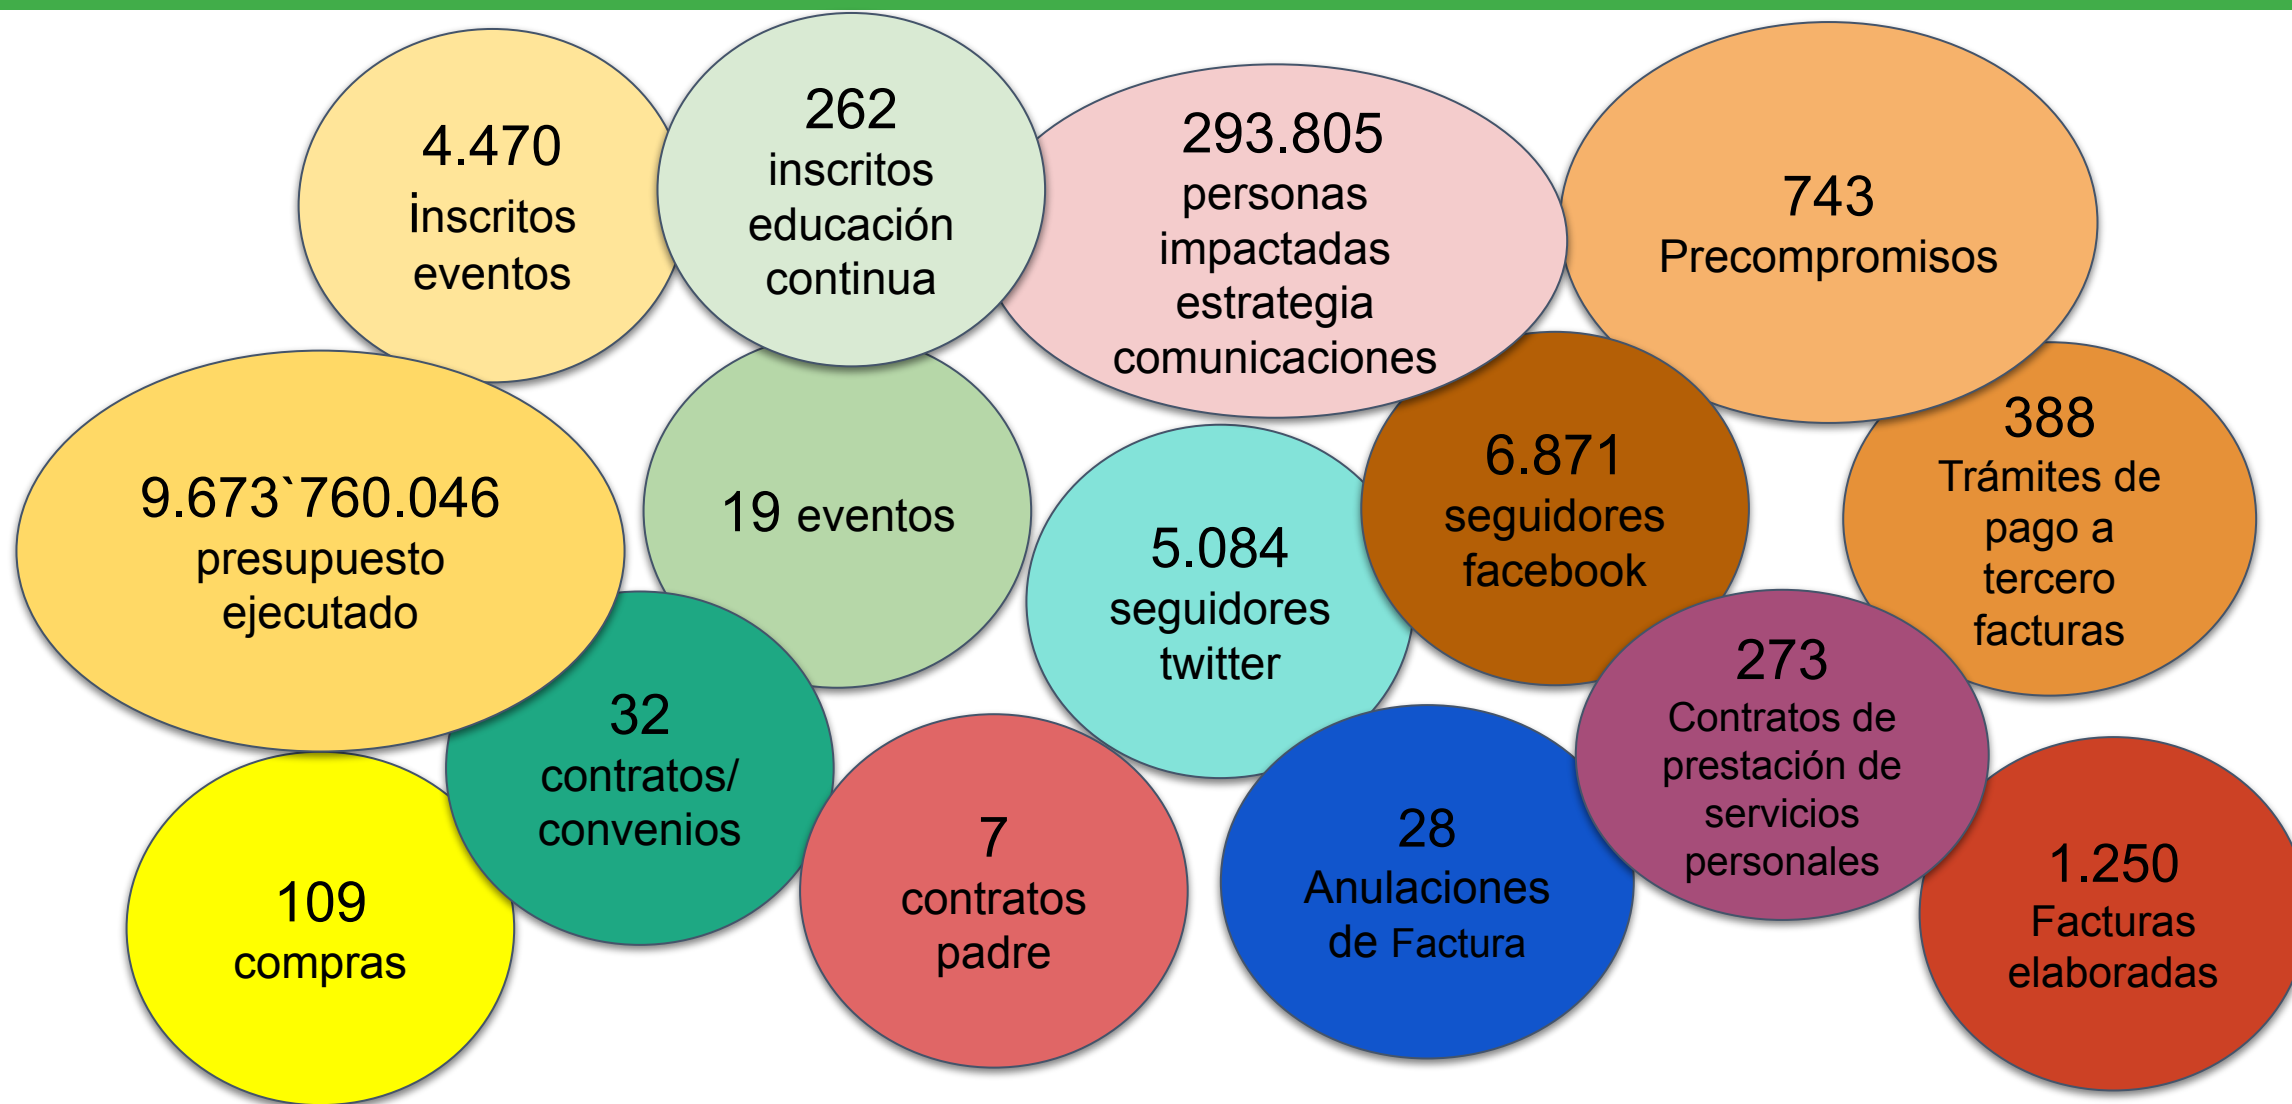 4.470
inscritos
eventos
262
inscritos
educación
continua
293.805
personas
impactadas
estrategia
comunicaciones
743
Precompromisos
9.673`760.046
presupuesto
ejecutado
19 eventos
5.084
seguidores
twitter
6.871
seguidores
facebook
388
Trámites de
pago a
tercero
facturas
109
compras
32
contratos/
convenios
7
contratos
padre
28
Anulaciones
de Factura
273
Contratos de
prestación de
servicios
personales
1.250
Facturas
elaboradas